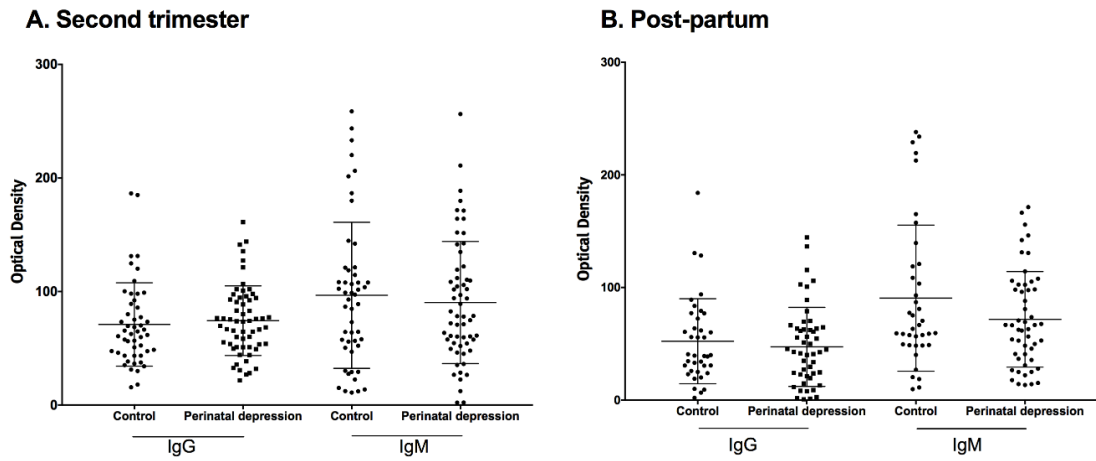 A. Second trimester
300
200
100
0
Optical Density
Control Perinatal depression Control Perinatal depression
IgG IgM
B. Post-partum
300
200
100
0
Optical Density
Control Perinatal depression Control Perinatal depression
IgG IgM